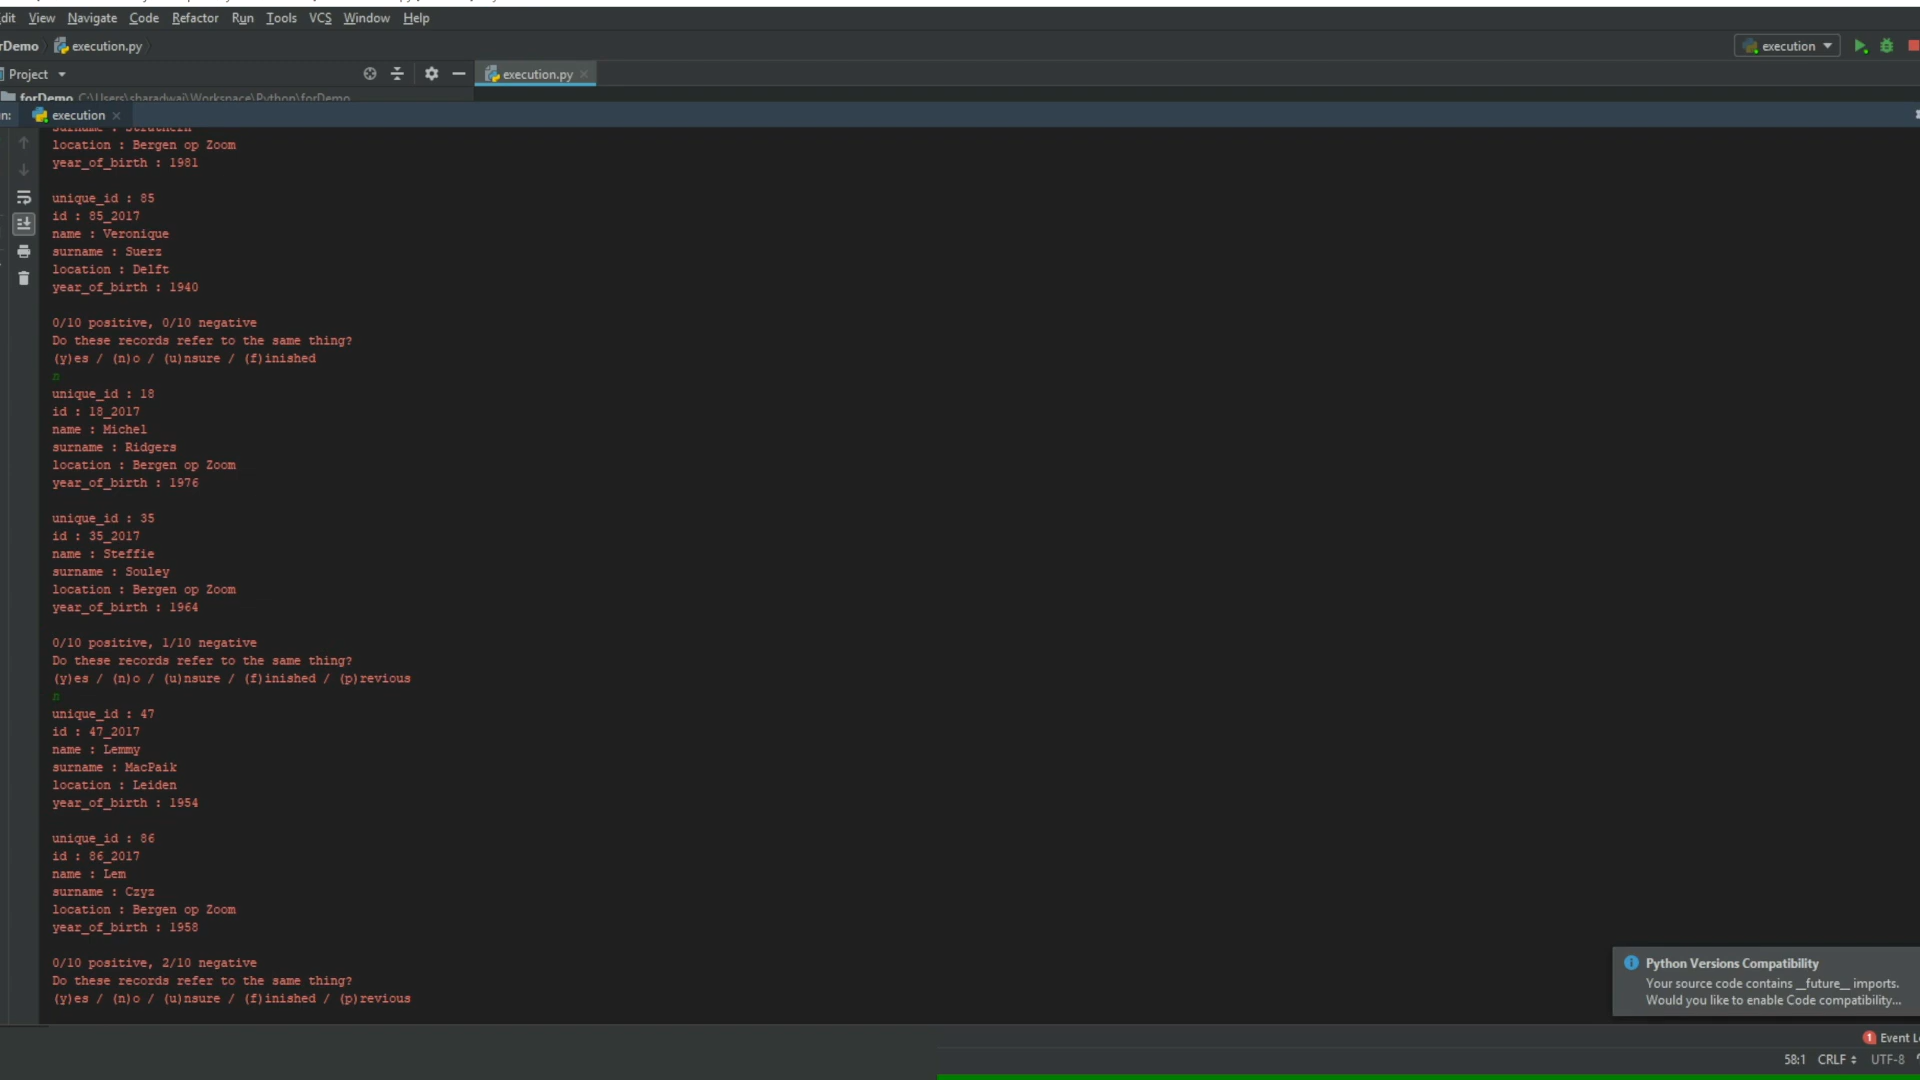 dit View Navigate Code Refactor Run Tools VCS Window Help
rDemo execution.py execution
Project execution.py
forDemo C:\Users\sharadwaj\Workspace\Python\forDemo
n: execution
surname : Struthern
location : Bergen op Zoom
year_of_birth : 1981
unique_id : 85
id : 85_2017
name : Veronique
surname : Suerz
location : Delft
year_of_birth : 1940
0/10 positive, 0/10 negative
Do these records refer to the same thing?
(y)es / (n)o / (u)nsure / (f)inished
n
unique_id : 18
id : 18_2017
name : Michel
surname : Ridgers
location : Bergen op Zoom
year_of_birth : 1976
unique_id : 35
id : 35_2017
name : Steffie
surname : Souley
location : Bergen op Zoom
year_of_birth : 1964
0/10 positive, 1/10 negative
Do these records refer to the same thing?
(y)es / (n)o / (u)nsure / (f)inished / (p)revious
n
unique_id : 47
id : 47_2017
name : Lemmy
surname : MacPaik
location : Leiden
year_of_birth : 1954
unique_id : 86
id : 86_2017
name : Lem
surname : Czyz
location : Bergen op Zoom
year_of_birth : 1958
0/10 positive, 2/10 negative
Do these records refer to the same thing?
(y)es / (n)o / (u)nsure / (f)inished / (p)revious
Python Versions Compatibility
Your source code contains __future__ imports.
Would you like to enable Code compatibility...
1 Event L
58:1 CRLF UTF-8